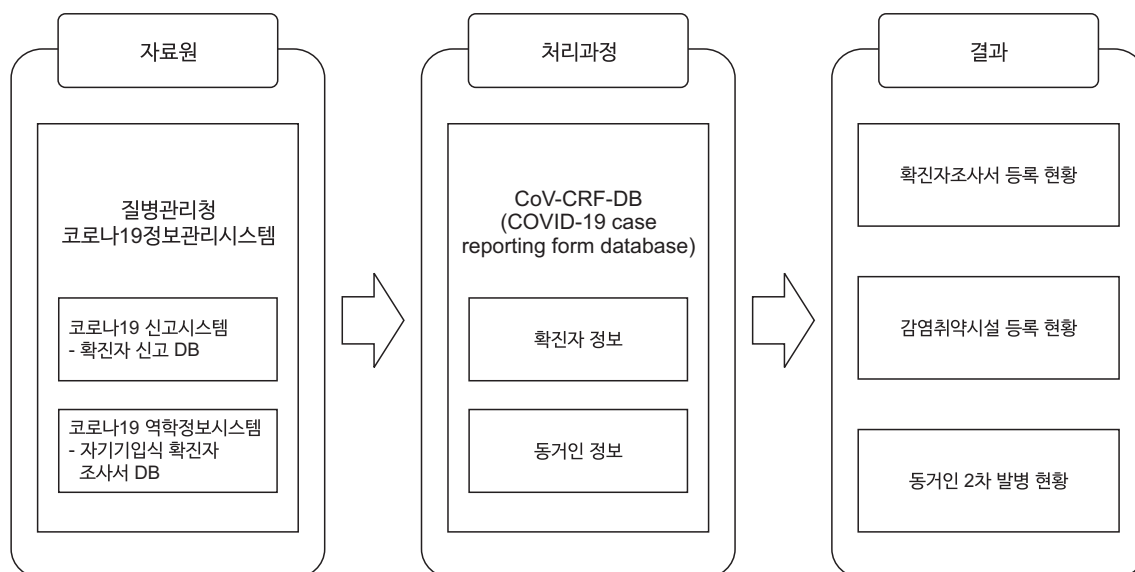 자료원
질병관리청
코로나19정보관리시스템
코로나19 신고시스템
- 확진자 신고 DB
코로나19 역학정보시스템
- 자기기입식 확진자
조사서 DB
처리과정
CoV-CRF-DB
(COVID-19 case
reporting form database)
확진자 정보
동거인 정보
결과
확진자조사서 등록 현황
감염취약시설 등록 현황
동거인 2차 발병 현황